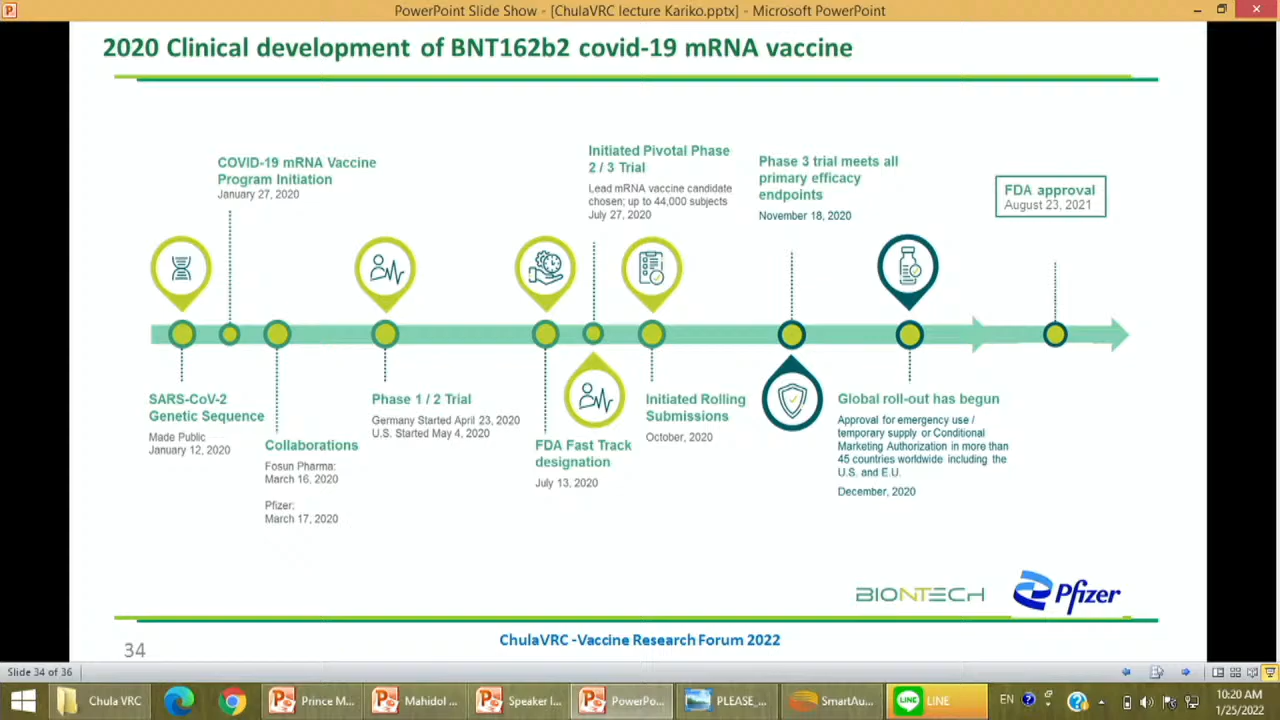 PowerPoint Slide Show - [ChulaVRC lecture Kariko.pptx] - Microsoft PowerPoint
2020 Clinical development of BNT162b2 covid-19 mRNA vaccine
COVID-19 mRNA Vaccine
Program Initiation
January 27, 2020
Initiated Pivotal Phase
2 / 3 Trial
Lead mRNA vaccine candidate
chosen; up to 44,000 subjects
July 27, 2020
Phase 3 trial meets all
primary efficacy
endpoints
November 18, 2020
FDA approval
August 23, 2021
SARS-CoV-2
Genetic Sequence
Made Public
January 12, 2020
Collaborations
Fosun Pharma:
March 16, 2020
Pfizer:
March 17, 2020
Phase 1 / 2 Trial
Germany Started April 23, 2020
U.S. Started May 4, 2020
FDA Fast Track
designation
July 13, 2020
Initiated Rolling
Submissions
October, 2020
Global roll-out has begun
Approval for emergency use /
temporary supply or Conditional
Marketing Authorization in more than
45 countries worldwide including the
U.S. and E.U.
December, 2020
BIONTECH
Pfizer
ChulaVRC -Vaccine Research Forum 2022
34
Slide 34 of 36
Chula VRC
Prince M...
Mahidol ...
Speaker I...
PowerPo...
PLEASE_...
SmartAu...
LINE
LINE
EN
10:20 AM
1/25/2022